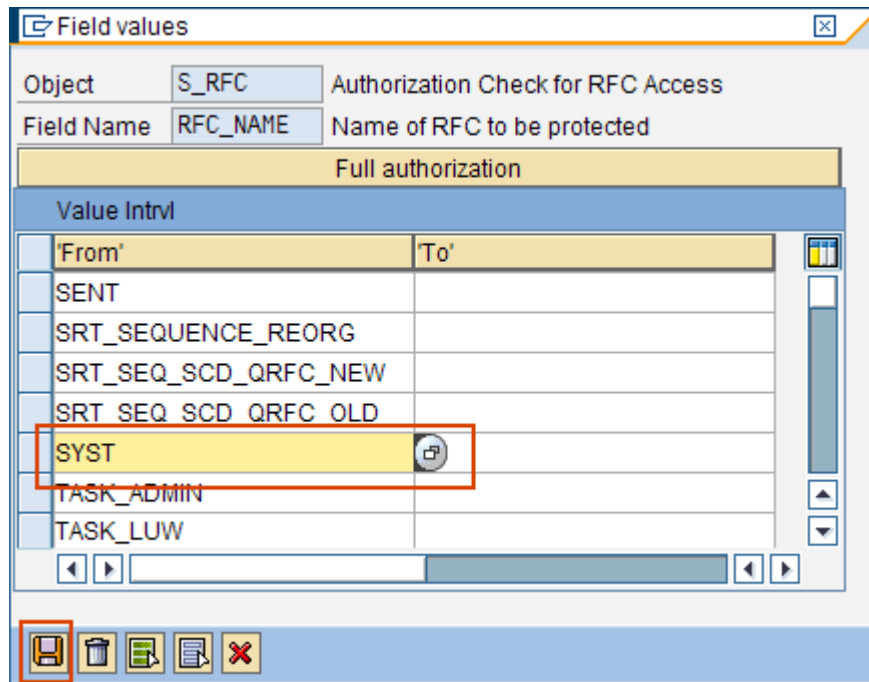 Field values
Object S_RFC Authorization Check for RFC Access
Field Name RFC_NAME Name of RFC to be protected
Full authorization
Value Intrvl
'From' 'To'
SENT
SRT_SEQUENCE_REORG
SRT_SEQ_SCD_QRFC_NEW
SRT_SEQ_SCD_QRFC_OLD
SYST
TASK_ADMIN
TASK_LUW